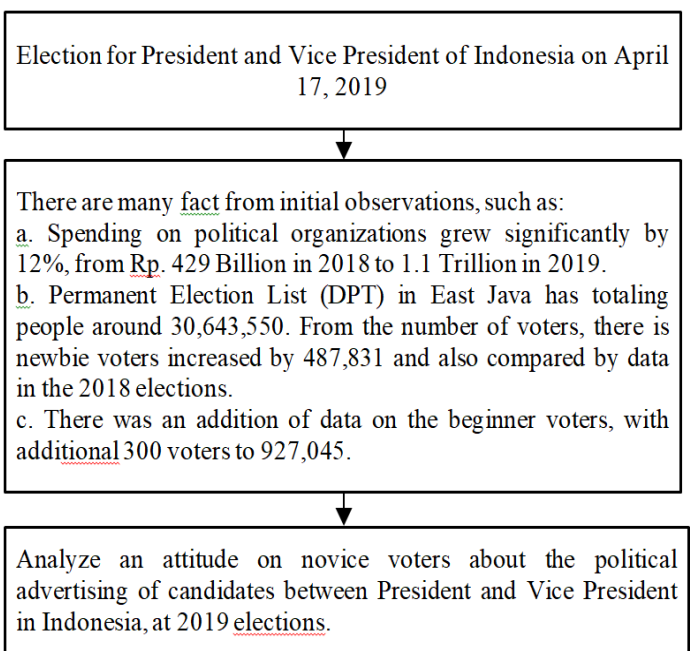 Election for President and Vice President of Indonesia on April
17, 2019
There are many fact from initial observations, such as:
a. Spending on political organizations grew significantly by
12%, from Rp. 429 Billion in 2018 to 1.1 Trillion in 2019.
b. Permanent Election List (DPT) in East Java has totaling
people around 30,643,550. From the number of voters, there is
newbie voters increased by 487,831 and also compared by data
in the 2018 elections.
c. There was an addition of data on the beginner voters, with
additional 300 voters to 927,045.
Analyze an attitude on novice voters about the political
advertising of candidates between President and Vice President
in Indonesia, at 2019 elections.